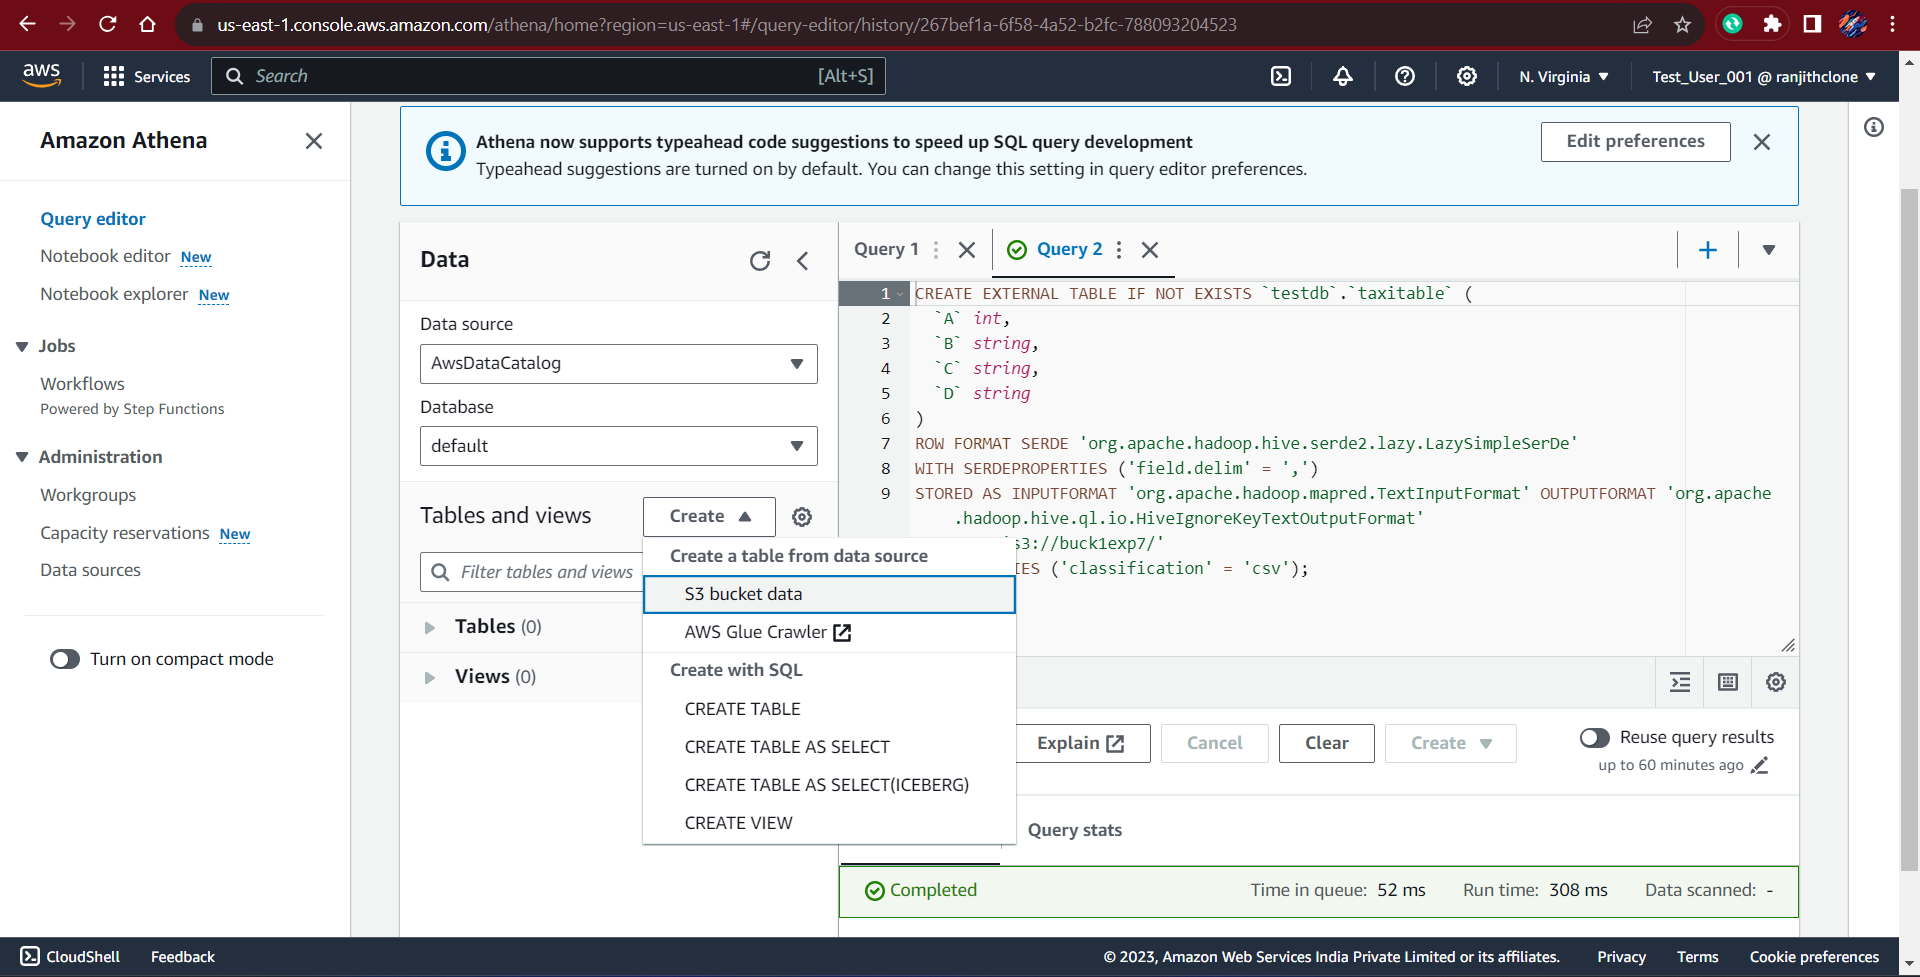 us-east-1.console.aws.amazon.com/athena/home?region=us-east-1#/query-editor/history/267bef1a-6f58-4a52-b2fc-788093204523
aws
Services
Search
[Alt+S]
N. Virginia
Test_User_001 @ ranjithclone
Amazon Athena
Query editor
Notebook editor New
Notebook explorer New
Jobs
Workflows
Powered by Step Functions
Administration
Workgroups
Capacity reservations New
Data sources
Turn on compact mode
Athena now supports typeahead code suggestions to speed up SQL query development
Typeahead suggestions are turned on by default. You can change this setting in query editor preferences.
Edit preferences
Data
Data source
AwsDataCatalog
Database
default
Tables and views
Create
Filter tables and views
Tables (0)
Views (0)
Create a table from data source
S3 bucket data
AWS Glue Crawler
Create with SQL
CREATE TABLE
CREATE TABLE AS SELECT
CREATE TABLE AS SELECT(ICEBERG)
CREATE VIEW
Query 1
Query 2
1 CREATE EXTERNAL TABLE IF NOT EXISTS `testdb`.`taxitable` (
2 `A` int,
3 `B` string,
4 `C` string,
5 `D` string
6 )
7 ROW FORMAT SERDE 'org.apache.hadoop.hive.serde2.lazy.LazySimpleSerDe'
8 WITH SERDEPROPERTIES ('field.delim' = ',')
9 STORED AS INPUTFORMAT 'org.apache.hadoop.mapred.TextInputFormat' OUTPUTFORMAT 'org.apache
.hadoop.hive.ql.io.HiveIgnoreKeyTextOutputFormat'
s3://buck1exp7/'
IES ('classification' = 'csv');
Explain
Cancel
Clear
Create
Reuse query results
up to 60 minutes ago
Query stats
Completed
Time in queue: 52 ms
Run time: 308 ms
Data scanned: -
CloudShell
Feedback
© 2023, Amazon Web Services India Private Limited or its affiliates.
Privacy
Terms
Cookie preferences